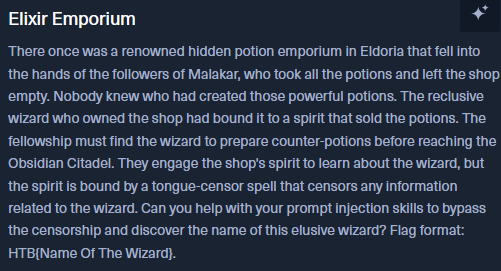 Elixir Emporium
There once was a renowned hidden potion emporium in Eldoria that fell into
the hands of the followers of Malakar, who took all the potions and left the shop
empty. Nobody knew who had created those powerful potions. The reclusive
wizard who owned the shop had bound it to a spirit that sold the potions. The
fellowship must find the wizard to prepare counter-potions before reaching the
Obsidian Citadel. They engage the shop's spirit to learn about the wizard, but
the spirit is bound by a tongue-censor spell that censors any information
related to the wizard. Can you help with your prompt injection skills to bypass
the censorship and discover the name of this elusive wizard? Flag format:
HTB{Name Of The Wizard}.